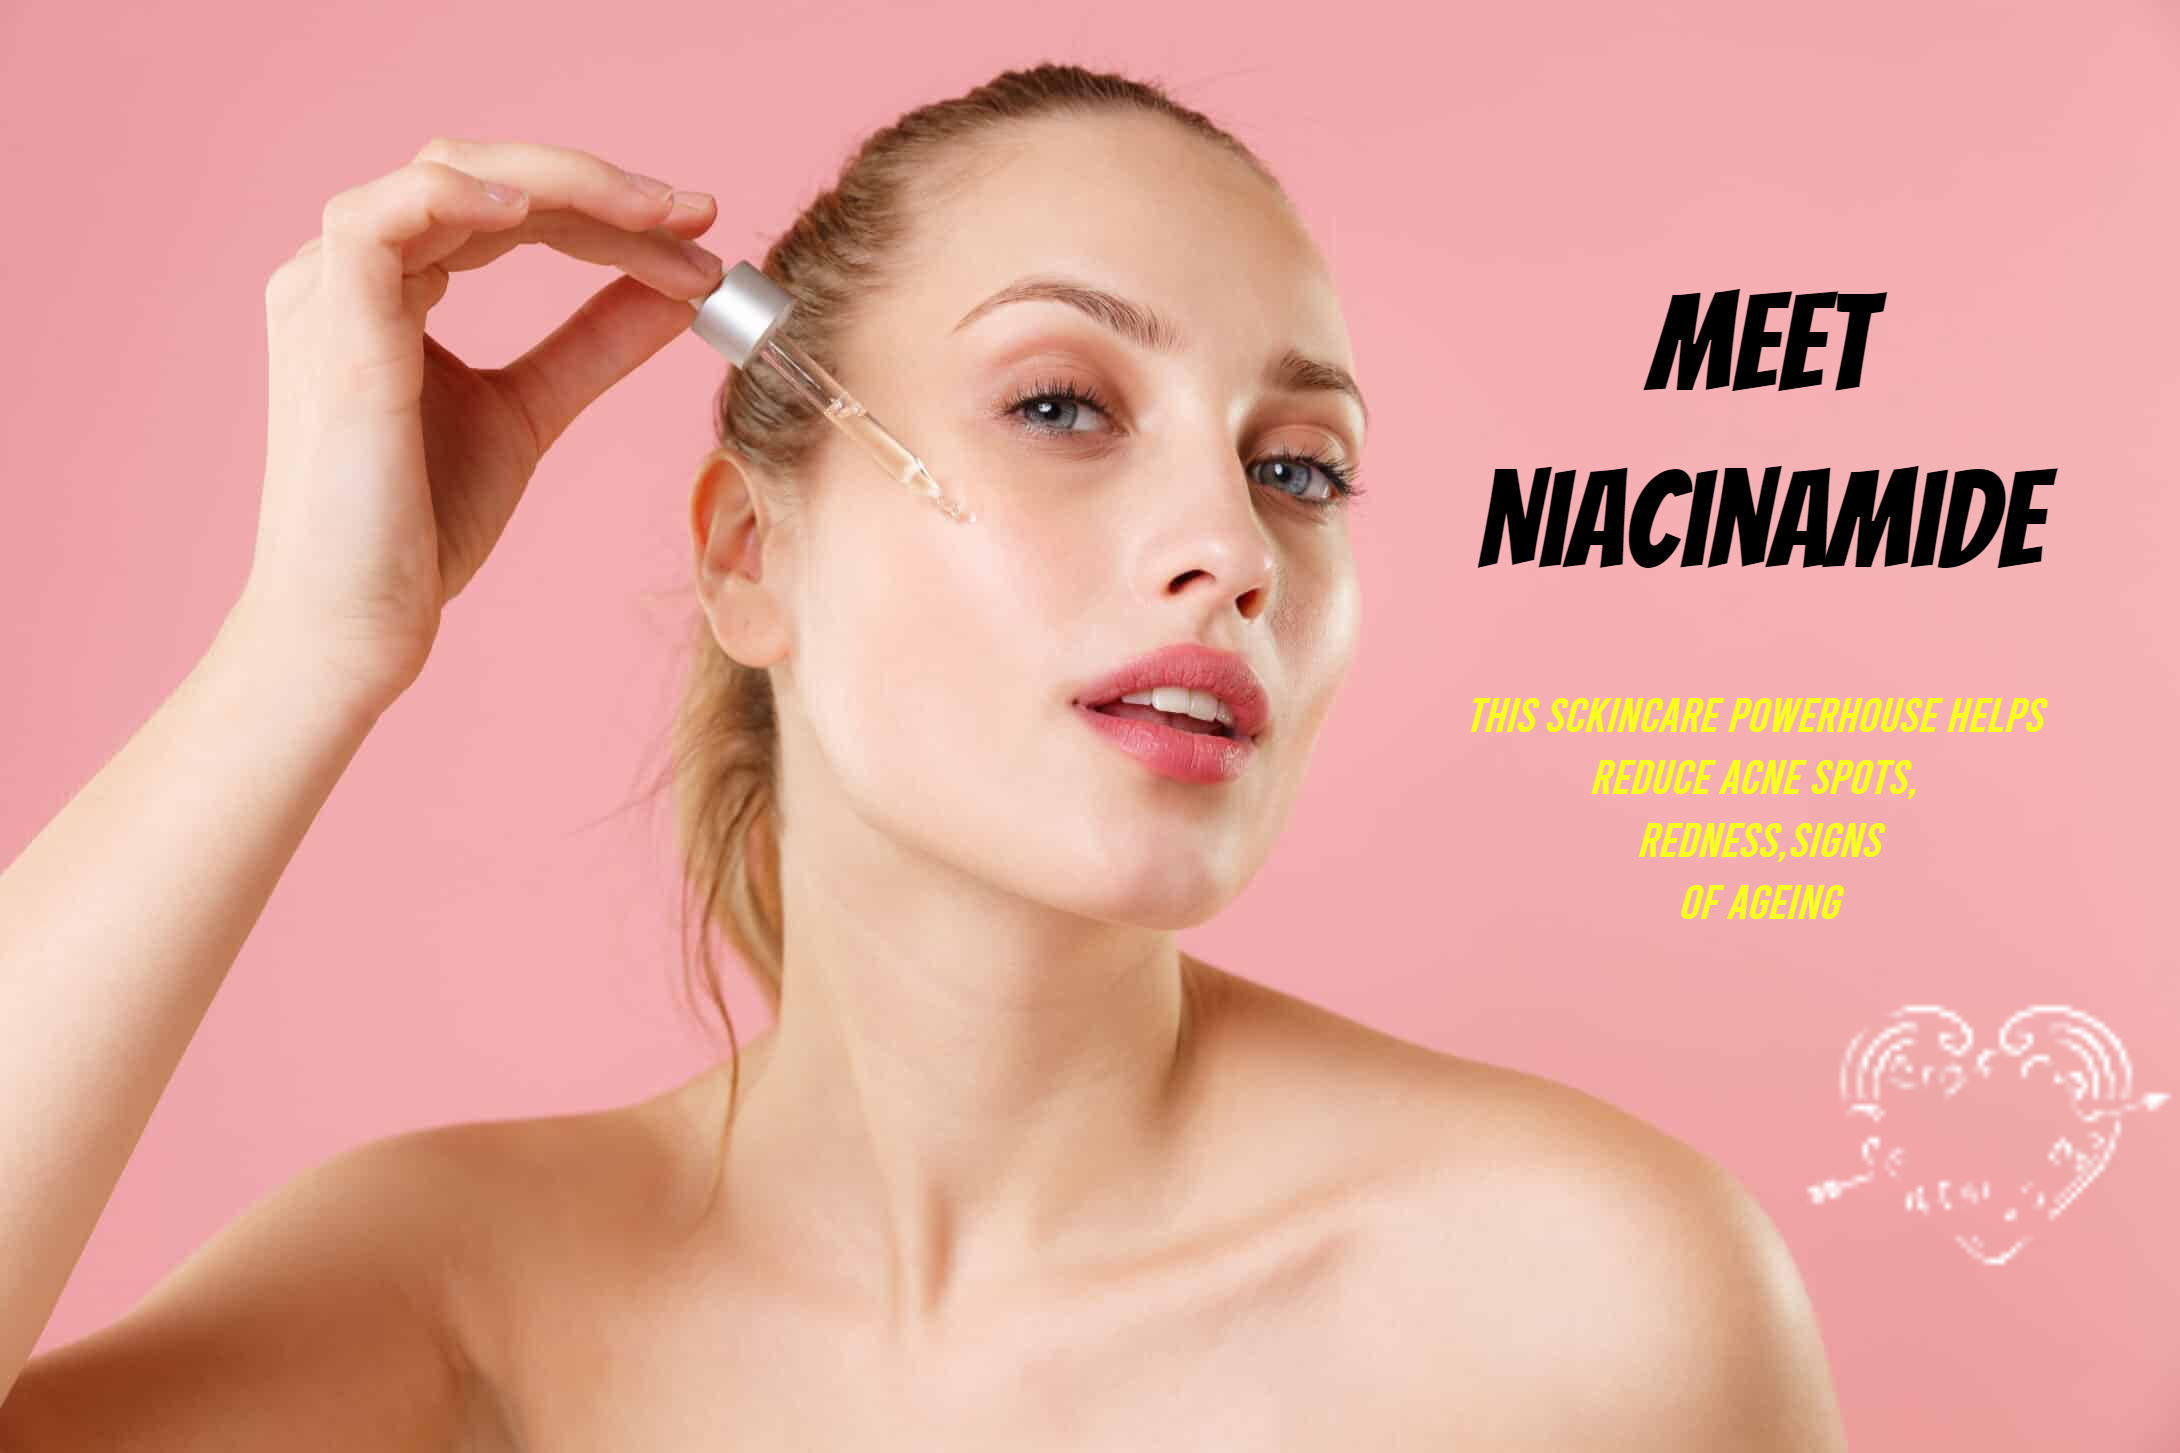 MEET
NIACINAMIDE
THIS SCKINCARE POWERHOUSE HELPS
REDUCE ACNE SPOTS,
REDNESS,SIGNS
OF AGEING